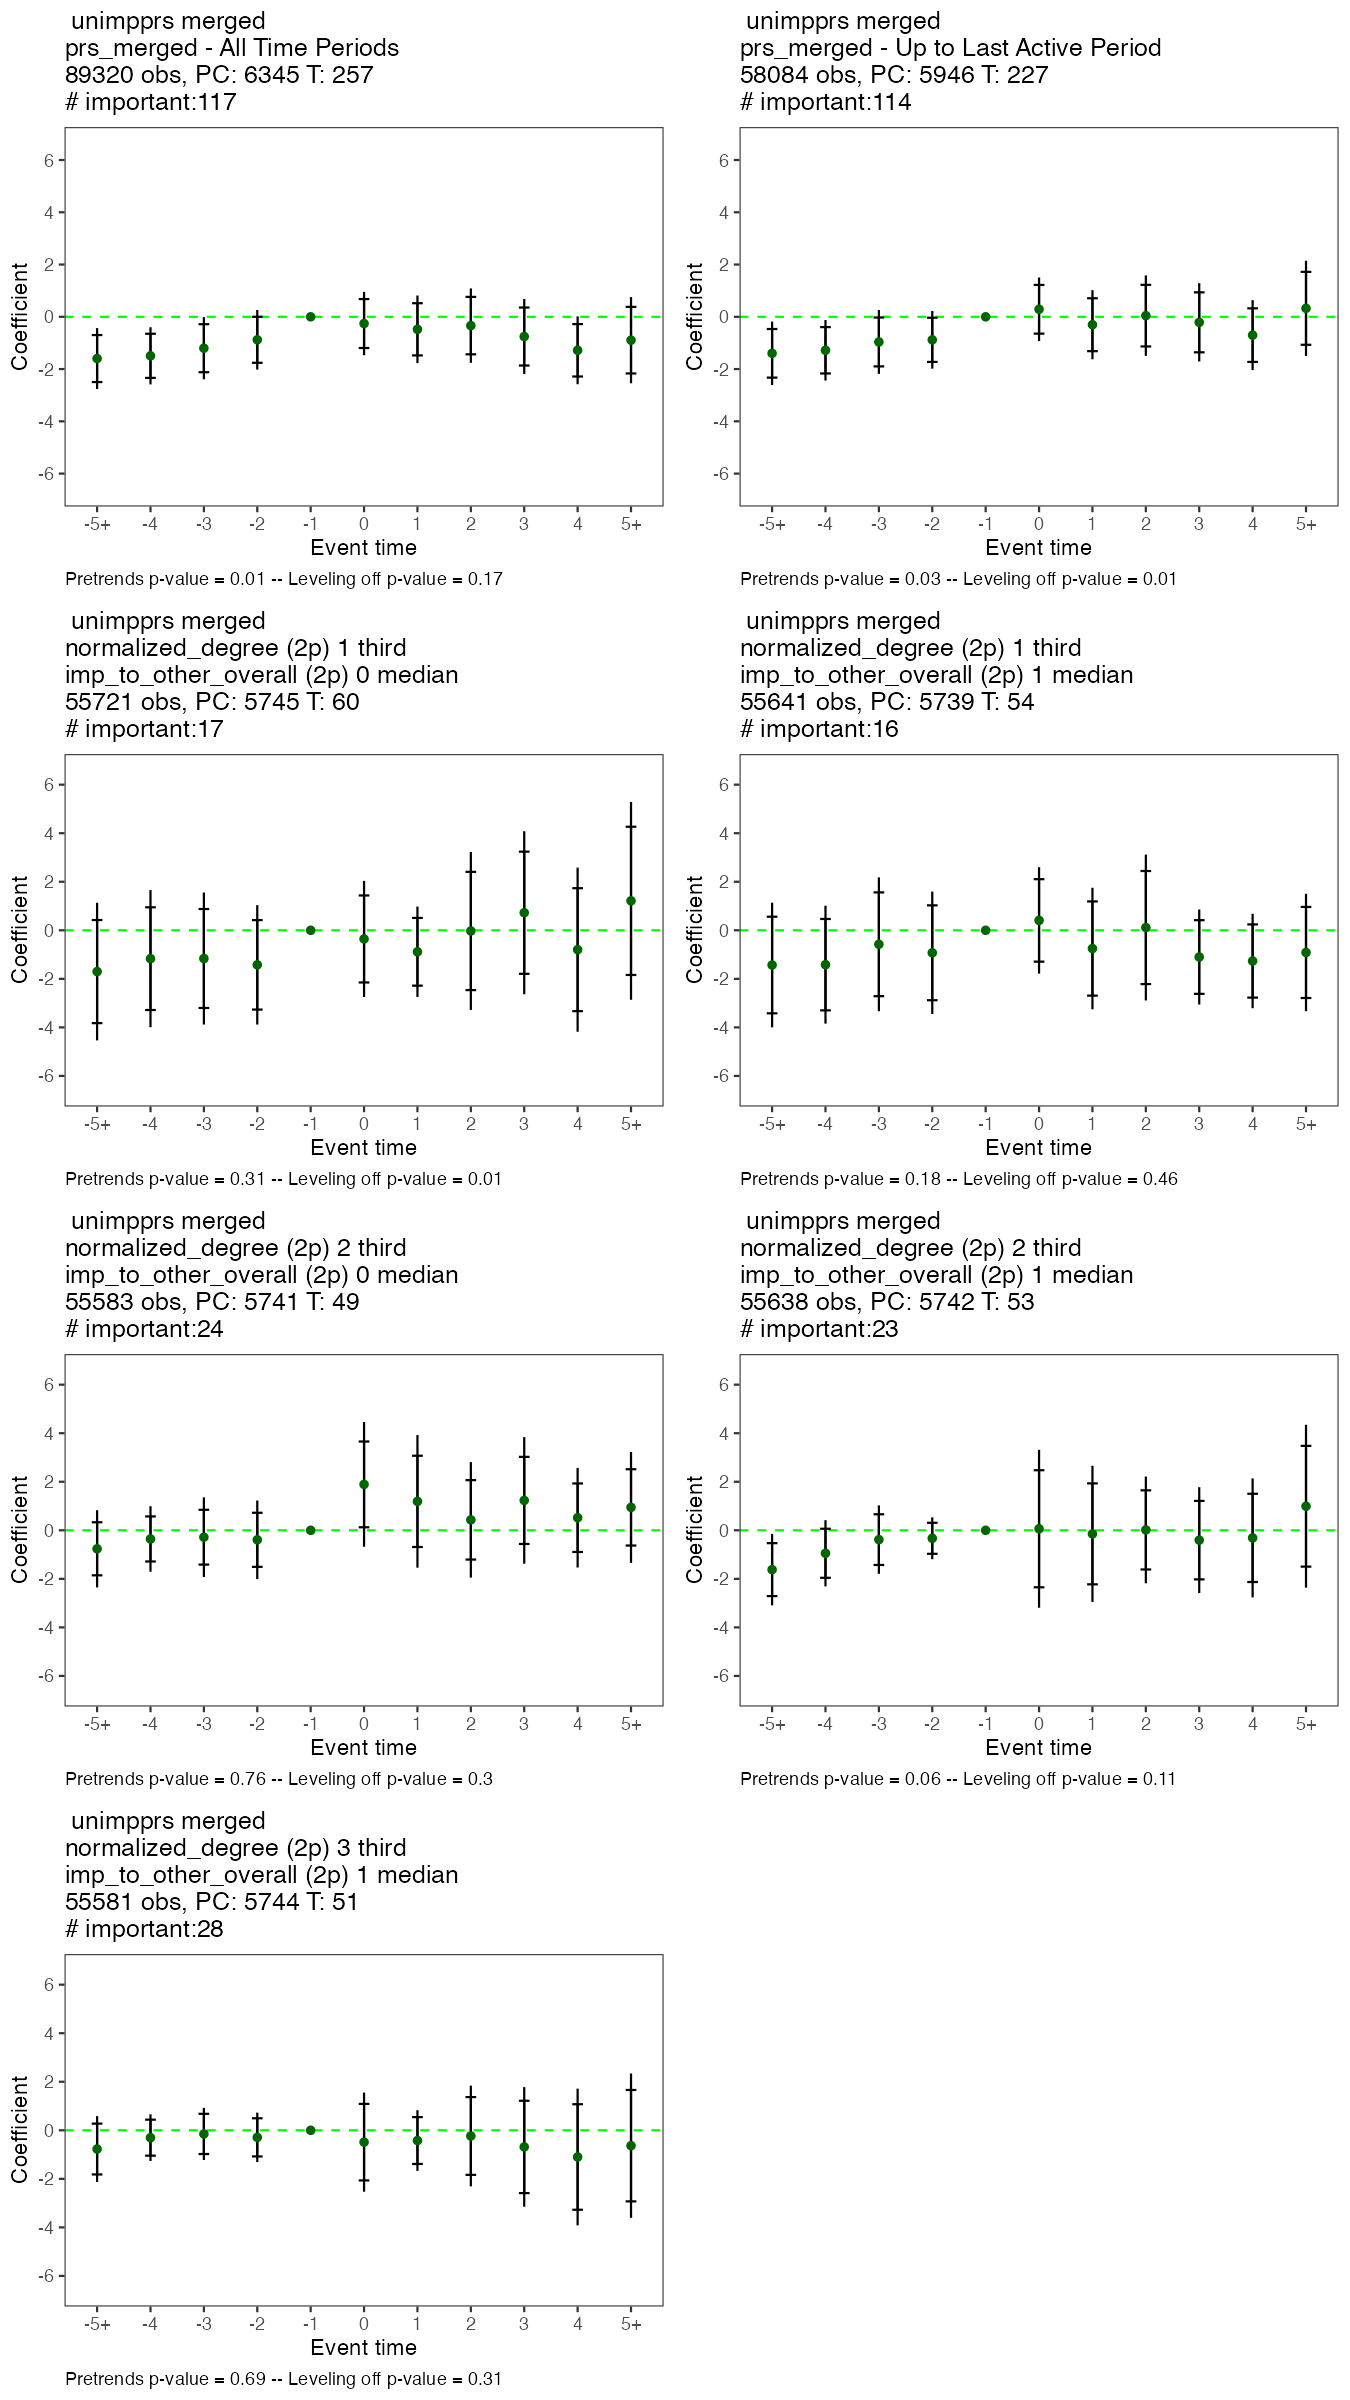 unimpprs merged
prs_merged - All Time Periods
89320 obs, PC: 6345 T: 257
# important:117
6
4
2
0
-2
-4
-6
Coefficient
-5+ -4 -3 -2 -1 0 1 2 3 4 5+
Event time
Pretrends p-value = 0.01 -- Leveling off p-value = 0.17
unimpprs merged
prs_merged - Up to Last Active Period
58084 obs, PC: 5946 T: 227
# important:114
6
4
2
0
-2
-4
-6
Coefficient
-5+ -4 -3 -2 -1 0 1 2 3 4 5+
Event time
Pretrends p-value = 0.03 -- Leveling off p-value = 0.01
unimpprs merged
normalized_degree (2p) 1 third
imp_to_other_overall (2p) 0 median
55721 obs, PC: 5745 T: 60
# important:17
6
4
2
0
-2
-4
-6
Coefficient
-5+ -4 -3 -2 -1 0 1 2 3 4 5+
Event time
Pretrends p-value = 0.31 -- Leveling off p-value = 0.01
unimpprs merged
normalized_degree (2p) 1 third
imp_to_other_overall (2p) 1 median
55641 obs, PC: 5739 T: 54
# important:16
6
4
2
0
-2
-4
-6
Coefficient
-5+ -4 -3 -2 -1 0 1 2 3 4 5+
Event time
Pretrends p-value = 0.18 -- Leveling off p-value = 0.46
unimpprs merged
normalized_degree (2p) 2 third
imp_to_other_overall (2p) 0 median
55583 obs, PC: 5741 T: 49
# important:24
6
4
2
0
-2
-4
-6
Coefficient
-5+ -4 -3 -2 -1 0 1 2 3 4 5+
Event time
Pretrends p-value = 0.76 -- Leveling off p-value = 0.3
unimpprs merged
normalized_degree (2p) 2 third
imp_to_other_overall (2p) 1 median
55638 obs, PC: 5742 T: 53
# important:23
6
4
2
0
-2
-4
-6
Coefficient
-5+ -4 -3 -2 -1 0 1 2 3 4 5+
Event time
Pretrends p-value = 0.06 -- Leveling off p-value = 0.11
unimpprs merged
normalized_degree (2p) 3 third
imp_to_other_overall (2p) 1 median
55581 obs, PC: 5744 T: 51
# important:28
6
4
2
0
-2
-4
-6
Coefficient
-5+ -4 -3 -2 -1 0 1 2 3 4 5+
Event time
Pretrends p-value = 0.69 -- Leveling off p-value = 0.31